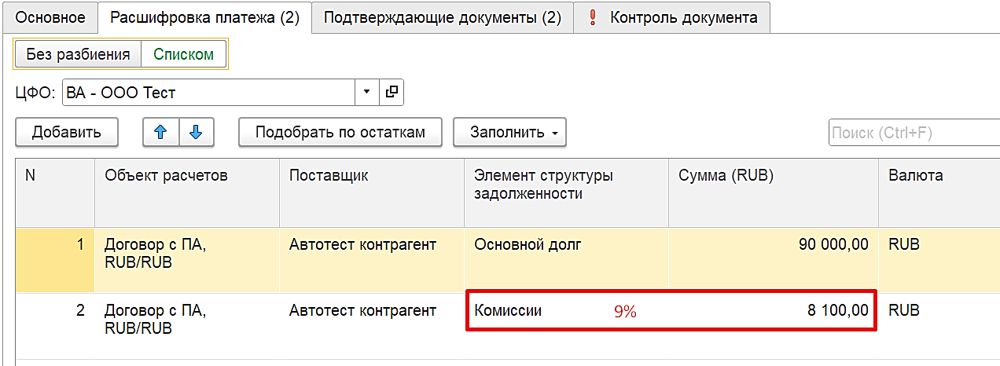 Основное Расшифровка платежа (2) Подтверждающие документы (2) ! Контроль документа
Без разбиения Списком
ЦФО: ВА - ООО Тест
Добавить Подобрать по остаткам Заполнить Поиск (Ctrl+F)
N Объект расчетов Поставщик Элемент структуры Сумма (RUB) Валюта
задолженности
1 Договор с ПА, Автотест контрагент Основной долг 90 000,00 RUB
RUB/RUB
2 Договор с ПА, Автотест контрагент Комиссии 9% 8 100,00 RUB
RUB/RUB